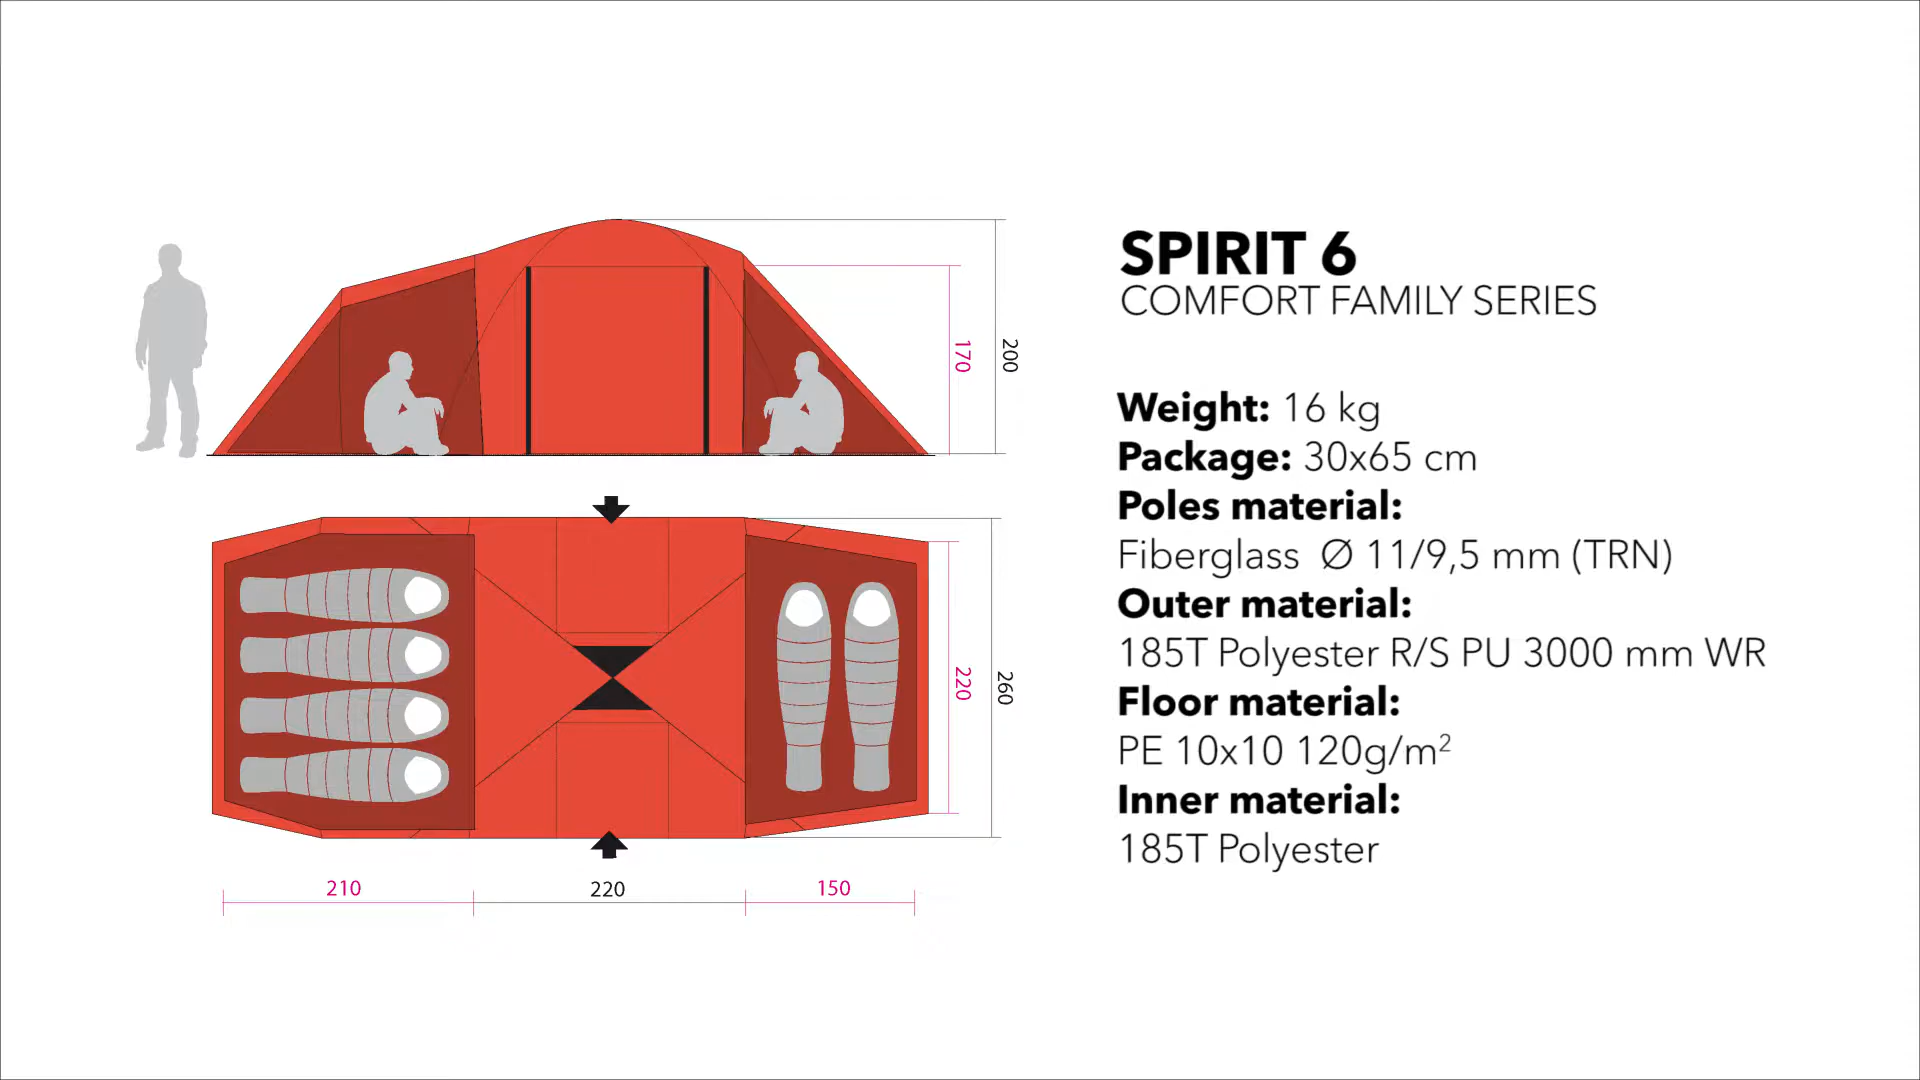 SPIRIT 6
COMFORT FAMILY SERIES
Weight: 16 kg
Package: 30x65 cm
Poles material:
Fiberglass Ø 11/9,5 mm (TRN)
Outer material:
185T Polyester R/S PU 3000 mm WR
Floor material:
PE 10x10 120g/m²
Inner material:
185T Polyester
170
200
220
260
210
220
150